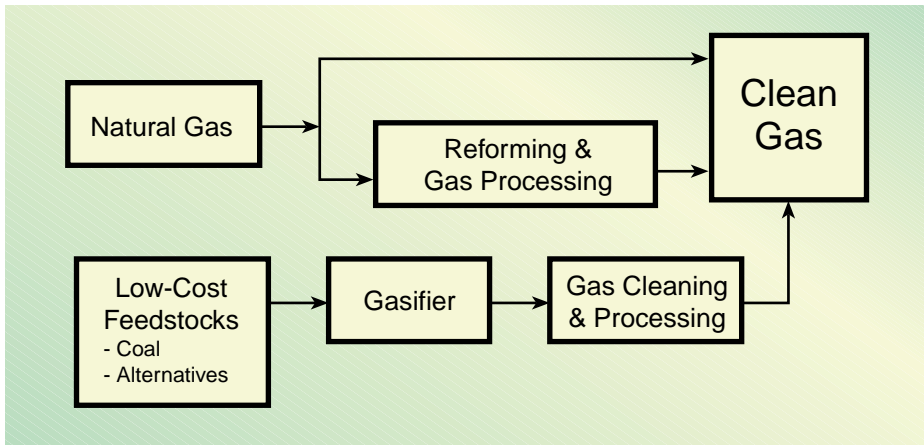 Natural Gas
Reforming &
Gas Processing
Clean
Gas
Low-Cost
Feedstocks
- Coal
- Alternatives
Gasifier
Gas Cleaning
& Processing